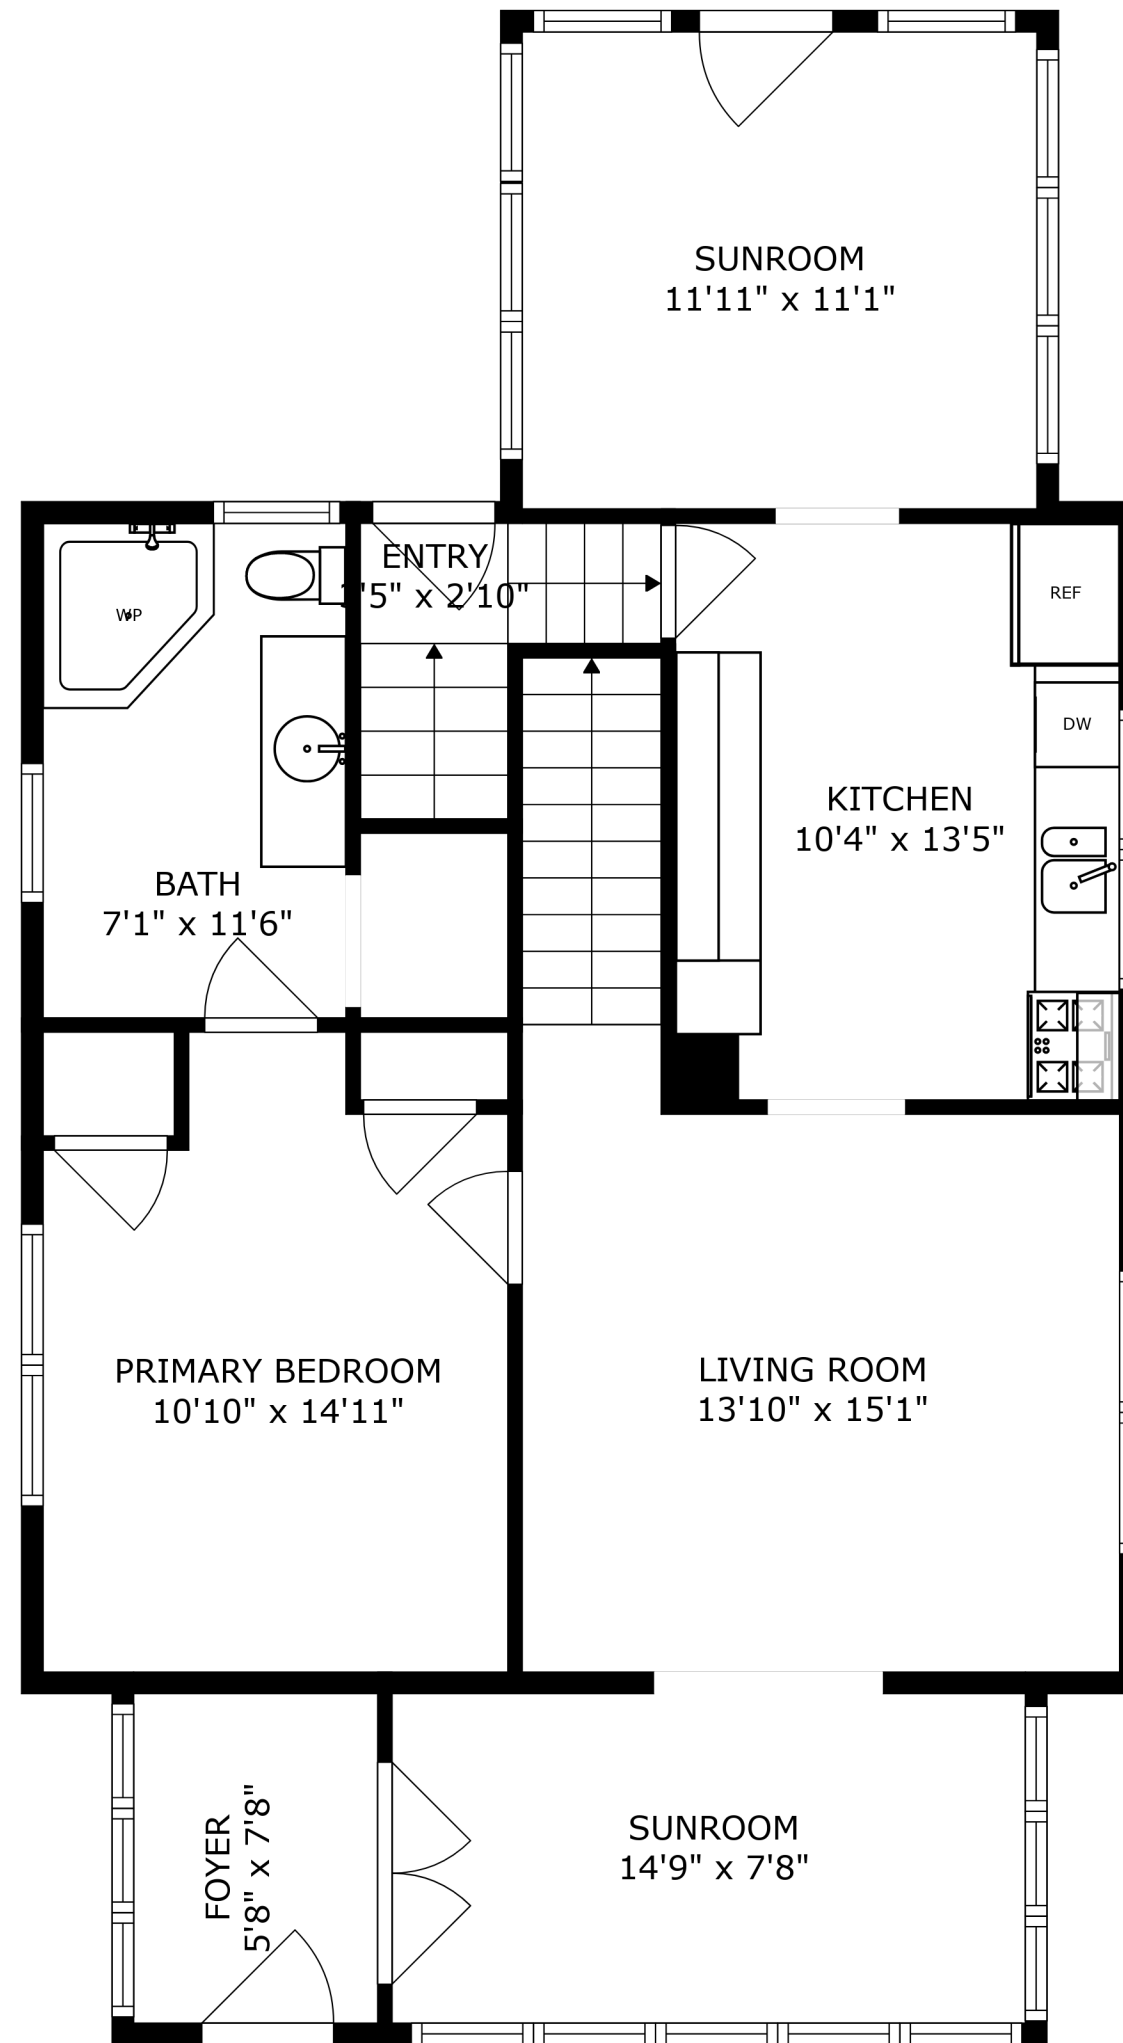 SUNROOM
11'11" x 11'1"
ENTRY
'5" x 2'10"
WP
REF
DW
KITCHEN
10'4" x 13'5"
BATH
7'1" x 11'6"
PRIMARY BEDROOM
10'10" x 14'11"
LIVING ROOM
13'10" x 15'1"
FOYER
5'8" x 7'8"
SUNROOM
14'9" x 7'8"